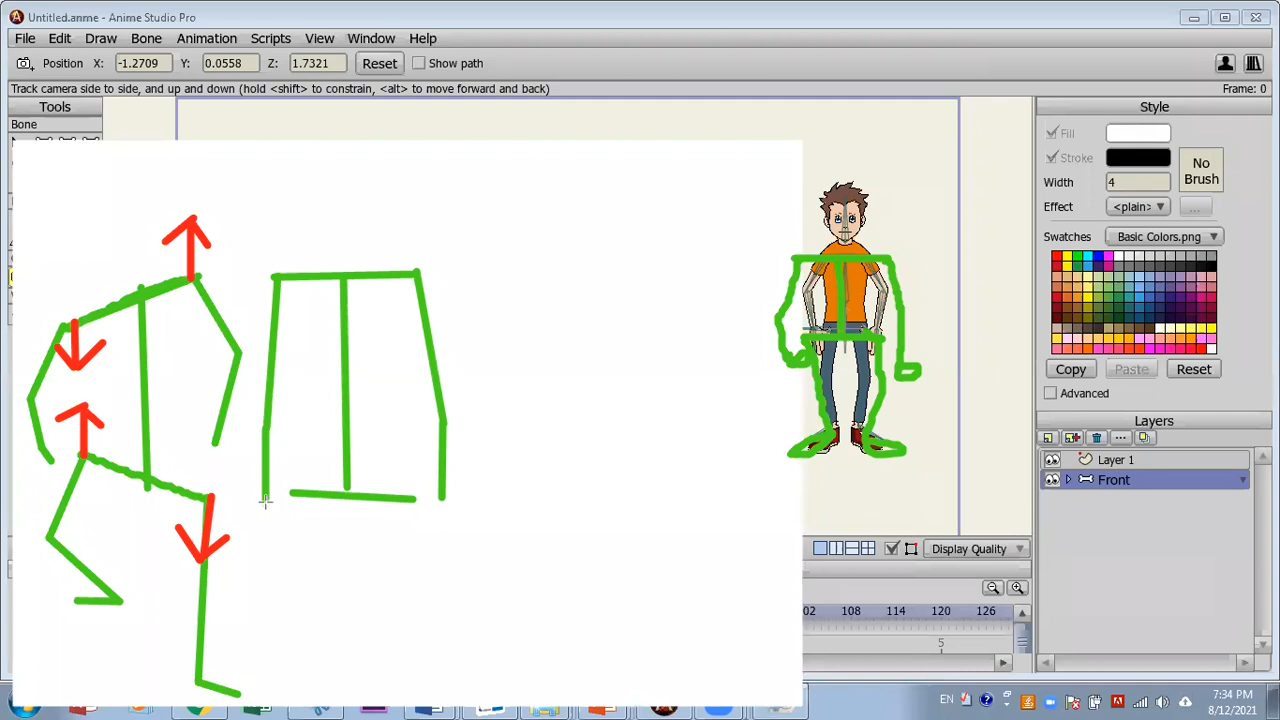 Untitled.anme - Anime Studio Pro
File Edit Draw Bone Animation Scripts View Window Help
Position X: -1.2709 Y: 0.0558 Z: 1.7321 Reset Show path
Track camera side to side, and up and down (hold <shift> to constrain, <alt> to move forward and back) Frame: 0
Tools
Bone
Style
Fill
Stroke
No Brush
Width 4
Effect <plain> ...
Swatches Basic Colors.png
Copy Paste Reset
Advanced
Layers
Layer 1
Front
Display Quality
02 108 114 120 126
5
EN
7:34 PM
8/12/2021